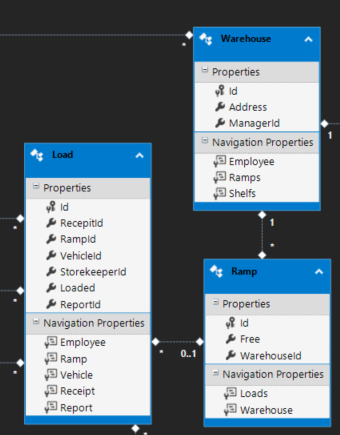 Warehouse
Properties
Id
Address
ManagerId
Navigation Properties
Employee
Ramps
Shelfs
*
1
1
*
Load
Properties
Id
RecepitId
RampId
VehicleId
StorekeeperId
Loaded
ReportId
Navigation Properties
Employee
Ramp
Vehicle
Receipt
Report
*
*
*
*
*
0..1
Ramp
Properties
Id
Free
WarehouseId
Navigation Properties
Loads
Warehouse